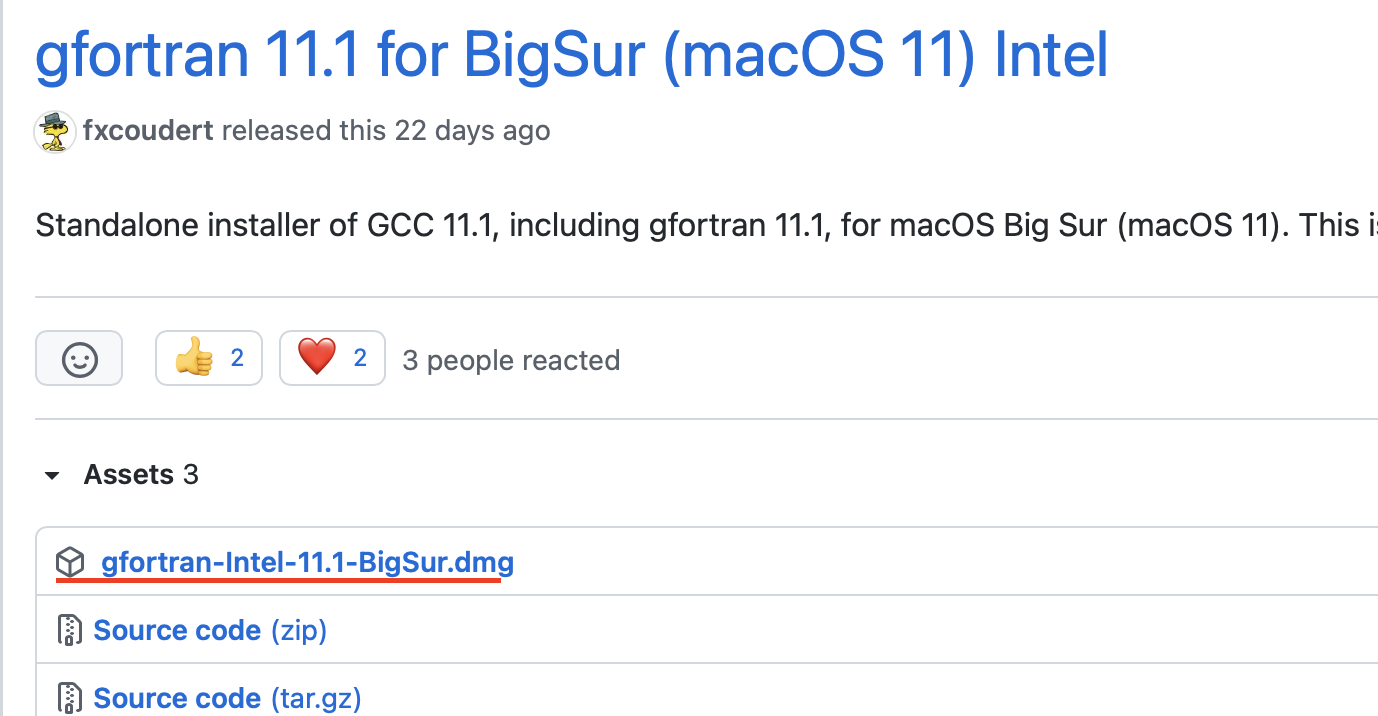 gfortran 11.1 for BigSur (macOS 11) Intel
fxcoudert released this 22 days ago
Standalone installer of GCC 11.1, including gfortran 11.1, for macOS Big Sur (macOS 11). This
2 2 3 people reacted
Assets 3
gfortran-Intel-11.1-BigSur.dmg
Source code (zip)
Source code (tar.gz)